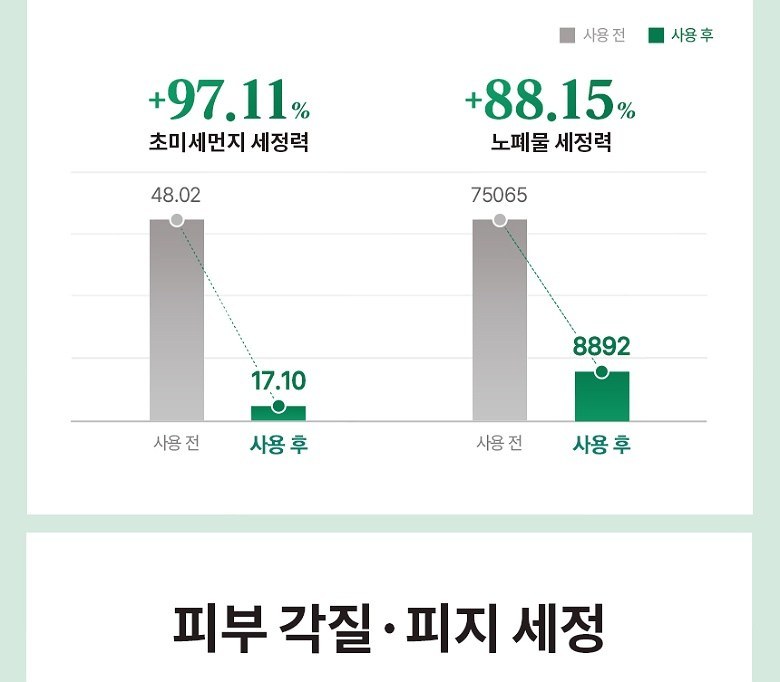 사용 전 사용 후
+97.11% +88.15%
초미세먼지 세정력 노폐물 세정력
48.02 75065
17.10 8892
사용 전 사용 후 사용 전 사용 후
피부 각질·피지 세정